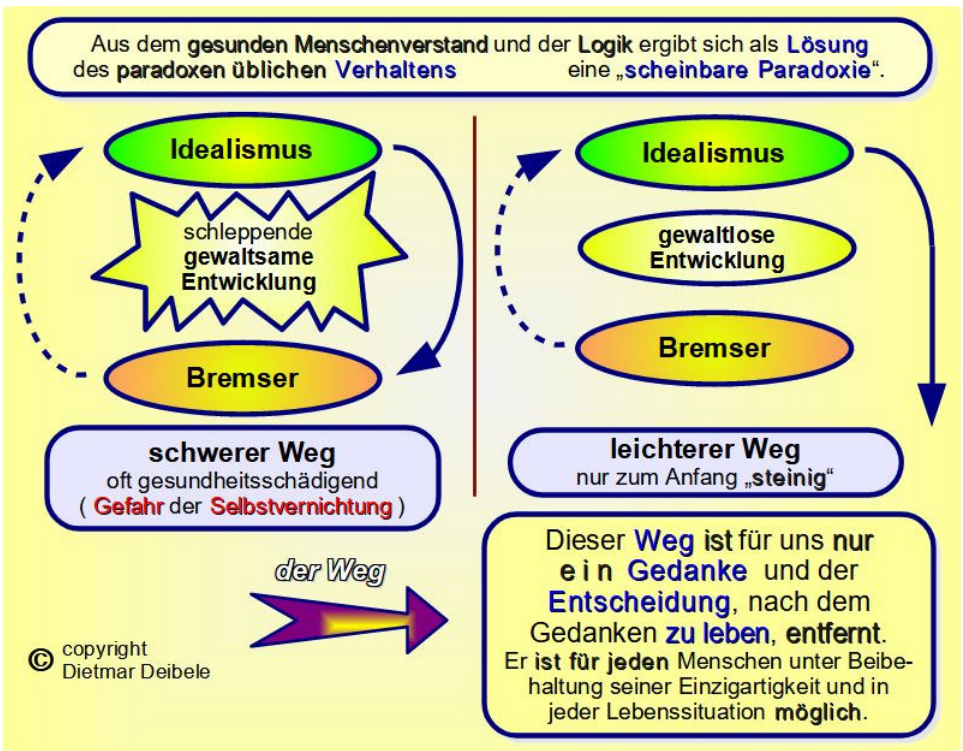 Aus dem gesunden Menschenverstand und der Logik ergibt sich als Lösung
des paradoxen üblichen Verhaltens eine „scheinbare Paradoxie“.
Idealismus
schleppende
gewaltsame
Entwicklung
Bremser
schwerer Weg
oft gesundheitsschädigend
( Gefahr der Selbstvernichtung )
Idealismus
gewaltlose
Entwicklung
Bremser
leichterer Weg
nur zum Anfang „steinig“
der Weg
Dieser Weg ist für uns nur
e i n Gedanke und der
Entscheidung, nach dem
Gedanken zu leben, entfernt.
Er ist für jeden Menschen unter Beibe-
haltung seiner Einzigartigkeit und in
jeder Lebenssituation möglich.
© copyright
Dietmar Deibele